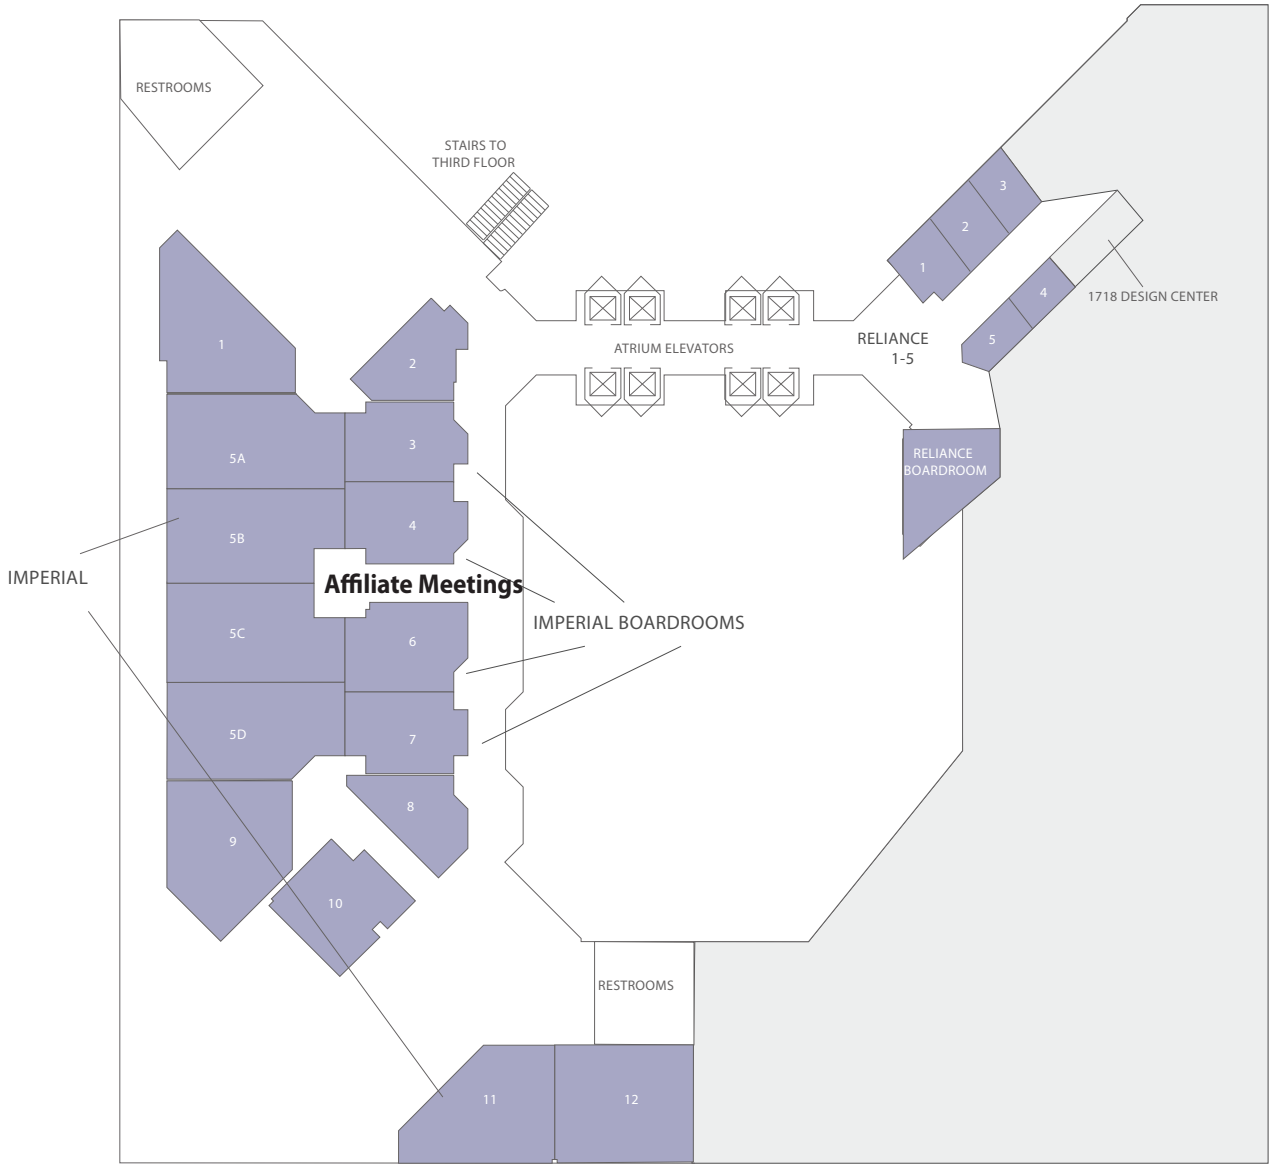 RESTROOMS
STAIRS TO
THIRD FLOOR
3
2
1
1718 DESIGN CENTER
4
5
RELIANCE
1-5
ATRIUM ELEVATORS
1
2
3
5A
RELIANCE
BOARDROOM
4
5B
IMPERIAL
Affiliate Meetings
IMPERIAL BOARDROOMS
5C
6
5D
7
8
9
10
RESTROOMS
11
12